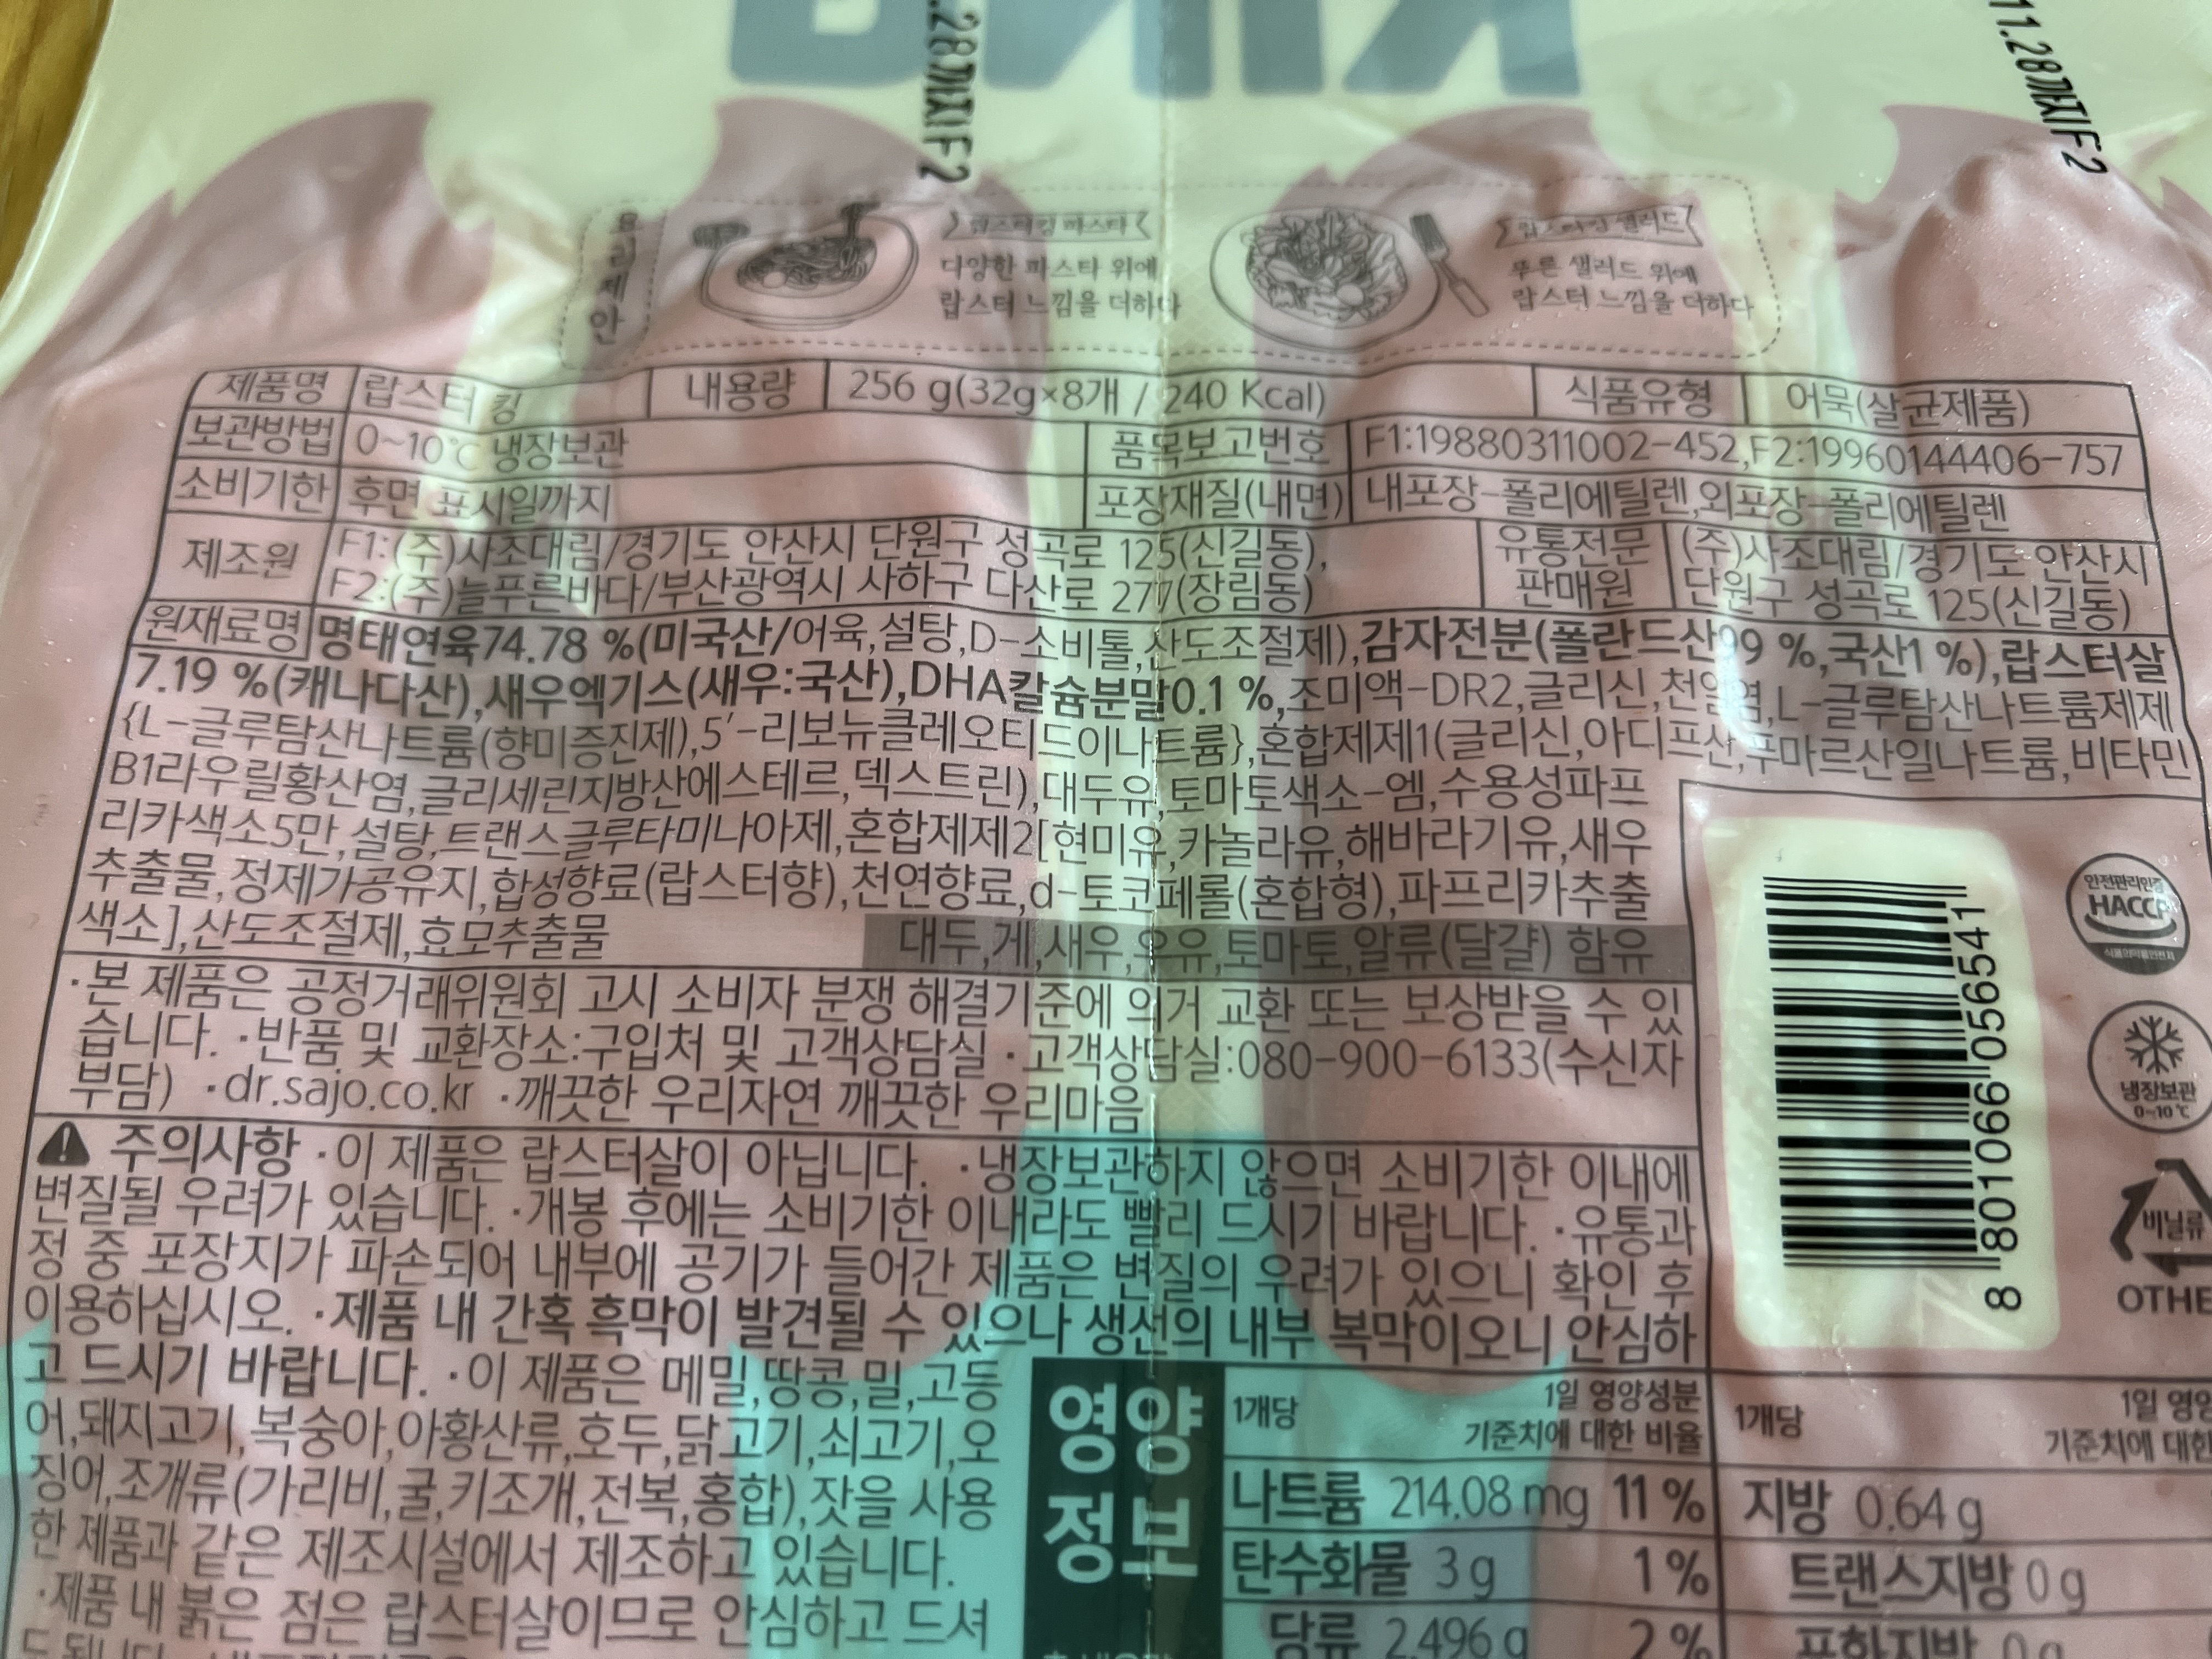 .28까지F2
11.28까지F2
요리제안
랍스터킹 파스타
다양한 파스타 위에
랍스터 느낌을 더하다
랍스터킹 샐러드
푸른 샐러드 위에
랍스터 느낌을 더하다
제품명 랍스터 킹 내용량 256 g(32g×8개 / 240 Kcal) 식품유형 어묵(살균제품)
보관방법 0~10℃ 냉장보관 품목보고번호 F1:19880311002-452,F2:19960144406-757
소비기한 후면 표시일까지 포장재질(내면) 내포장-폴리에틸렌,외포장-폴리에틸렌
제조원 F1:(주)사조대림/경기도 안산시 단원구 성곡로 125(신길동),
F2:(주)늘푸른바다/부산광역시 사하구 다산로 277(장림동)
유통전문판매원 (주)사조대림/경기도 안산시
단원구 성곡로 125(신길동)
원재료명 명태연육74.78 %(미국산/어육,설탕,D-소비톨,산도조절제),감자전분(폴란드산99 %,국산1 %),랍스터살
7.19 %(캐나다산),새우엑기스(새우:국산),DHA칼슘분말0.1 %,조미액-DR2,글리신,천일염,L-글루탐산나트륨제제
{L-글루탐산나트륨(향미증진제),5'-리보뉴클레오티드이나트륨},혼합제제1(글리신,아디프산,푸마르산일나트륨,비타민
B1라우릴황산염,글리세린지방산에스테르,덱스트린),대두유,토마토색소-엠,수용성파프
리카색소5만,설탕,트랜스글루타미나아제,혼합제제2[현미유,카놀라유,해바라기유,새우
추출물,정제가공유지,합성향료(랍스터향),천연향료,d-토코페롤(혼합형),파프리카추출
색소],산도조절제,효모추출물
대두,게,새우,우유,토마토,알류(달걀) 함유
·본 제품은 공정거래위원회 고시 소비자 분쟁 해결기준에 의거 교환 또는 보상받을 수 있
습니다. ·반품 및 교환장소:구입처 및 고객상담실 ·고객상담실:080-900-6133(수신자
부담) ·dr.sajo.co.kr ·깨끗한 우리자연 깨끗한 우리마음
주의사항 ·이 제품은 랍스터살이 아닙니다. ·냉장보관하지 않으면 소비기한 이내에
변질될 우려가 있습니다. ·개봉 후에는 소비기한 이내라도 빨리 드시기 바랍니다. ·유통과
정 중 포장지가 파손되어 내부에 공기가 들어간 제품은 변질의 우려가 있으니 확인 후
이용하십시오. ·제품 내 간혹 흑막이 발견될 수 있으나 생선의 내부 복막이오니 안심하
고 드시기 바랍니다. ·이 제품은 메밀,땅콩,밀,고등
어,돼지고기,복숭아,아황산류,호두,닭고기,쇠고기,오
징어,조개류(가리비,굴,키조개,전복,홍합),잣을 사용
한 제품과 같은 제조시설에서 제조하고 있습니다.
·제품 내 붉은 점은 랍스터살이므로 안심하고 드셔
8 801066 056541
안전관리인증
HACCP
식품의약품안전처
냉장보관
0~10℃
비닐류
OTHE
영양
정보
1개당 1일 영양성분
기준치에 대한 비율
나트륨 214.08 mg 11 %
탄수화물 3 g 1 %
당류 2.496 g 2 %
1개당 1일 영양
기준치에 대한
지방 0.64 g
트랜스지방 0 g
포화지방 0 g